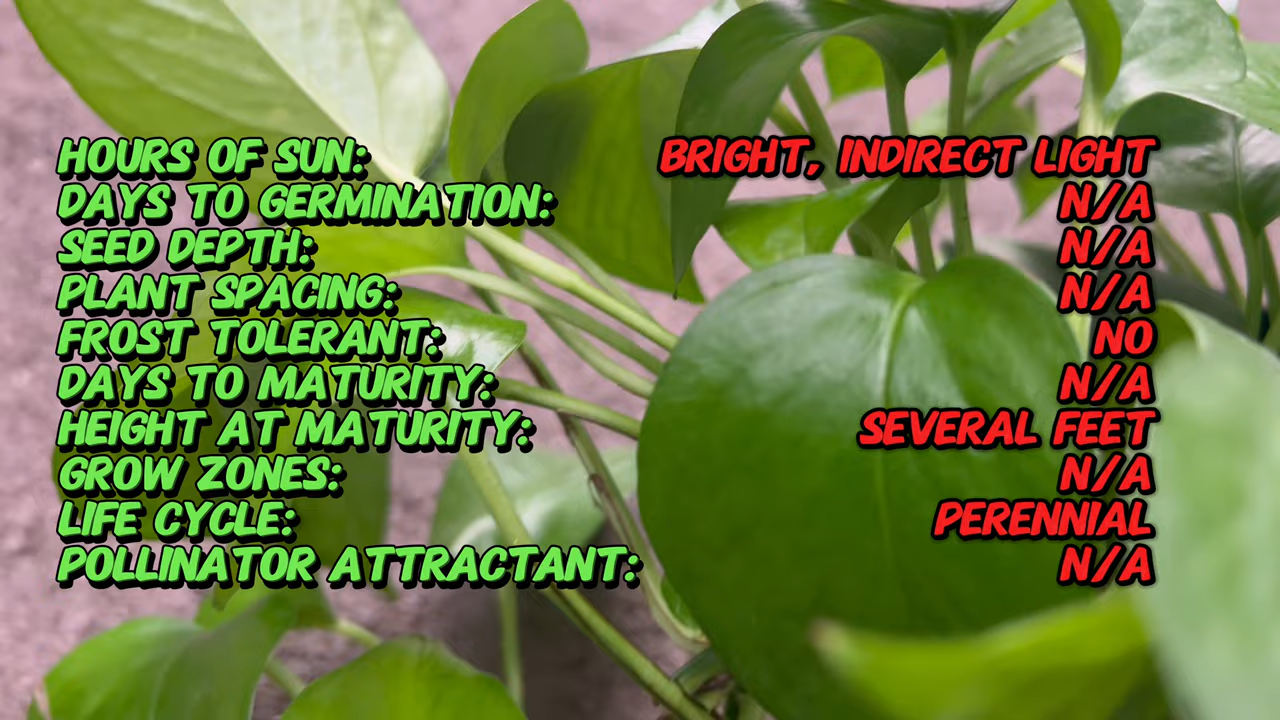 HOURS OF SUN: BRIGHT, INDIRECT LIGHT
DAYS TO GERMINATION: N/A
SEED DEPTH: N/A
PLANT SPACING: N/A
FROST TOLERANT: NO
DAYS TO MATURITY: N/A
HEIGHT AT MATURITY: SEVERAL FEET
GROW ZONES: N/A
LIFE CYCLE: PERENNIAL
POLLINATOR ATTRACTANT: N/A